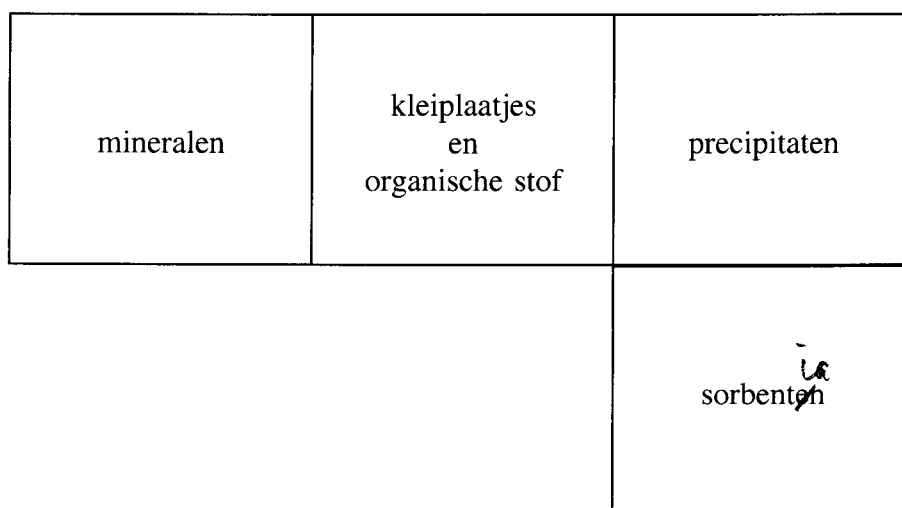 mineralen
kleiplaatjes
en
organische stof
precipitaten
ia
sorbenten